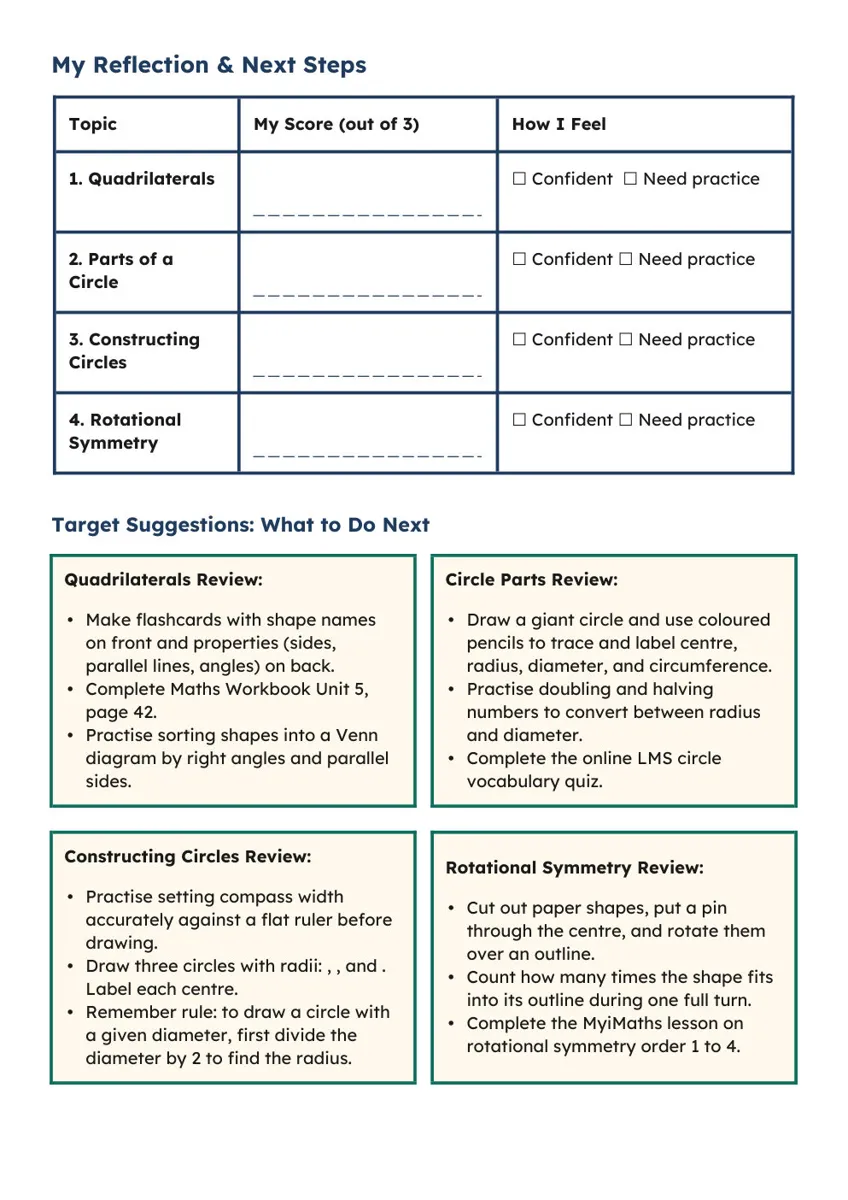 My Reflection & Next Steps
Topic
My Score (out of 3)
How I Feel
1. Quadrilaterals
☐ Confident ☐ Need practice
2. Parts of a
Circle
☐ Confident ☐ Need practice
3. Constructing
Circles
☐ Confident ☐ Need practice
4. Rotational
Symmetry
☐ Confident ☐ Need practice
Target Suggestions: What to Do Next
Quadrilaterals Review:
• Make flashcards with shape names
on front and properties (sides,
parallel lines, angles) on back.
• Complete Maths Workbook Unit 5,
page 42.
• Practise sorting shapes into a Venn
diagram by right angles and parallel
sides.
Circle Parts Review:
• Draw a giant circle and use coloured
pencils to trace and label centre,
radius, diameter, and circumference.
• Practise doubling and halving
numbers to convert between radius
and diameter.
• Complete the online LMS circle
vocabulary quiz.
Constructing Circles Review:
• Practise setting compass width
accurately against a flat ruler before
drawing.
• Draw three circles with radii: , , and .
Label each centre.
• Remember rule: to draw a circle with
a given diameter, first divide the
diameter by 2 to find the radius.
Rotational Symmetry Review:
• Cut out paper shapes, put a pin
through the centre, and rotate them
over an outline.
• Count how many times the shape fits
into its outline during one full turn.
• Complete the MyiMaths lesson on
rotational symmetry order 1 to 4.